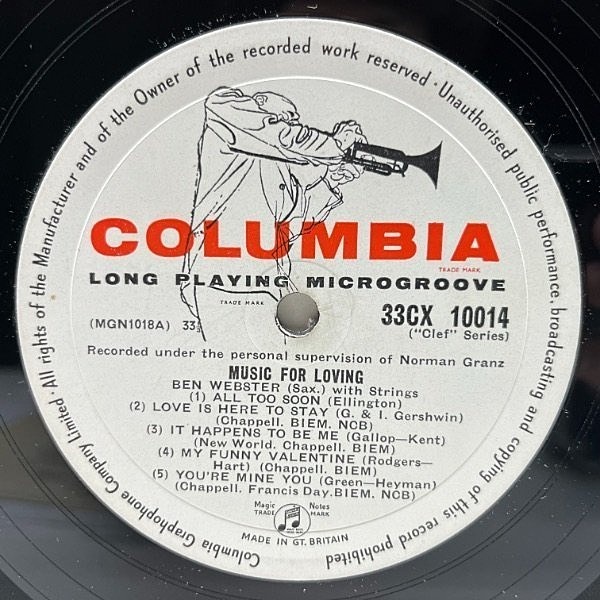 All rights of the Manufacturer and of the Owner of the recorded work reserved · Unauthorised public performance, broadcasting and copying of this record prohibited
COLUMBIA
TRADE MARK
LONG PLAYING MICROGROOVE
TRADE MARK
(MGN1018A) 33⅓ 33CX 10014
("Clef" Series)
Recorded under the personal supervision of Norman Granz
MUSIC FOR LOVING
BEN WEBSTER (Sax.) with Strings
(1) ALL TOO SOON (Ellington)
(2) LOVE IS HERE TO STAY (G. & I. Gershwin)
(Chappell. BIEM. NCB)
(3) IT HAPPENS TO BE ME (Gallop—Kent)
(New World. Chappell. BIEM)
(4) MY FUNNY VALENTINE (Rodgers—
Hart) (Chappell. BIEM)
(5) YOU'RE MINE YOU (Green—Heyman)
(Chappell. Francis Day. BIEM. NCB)
Magic Notes
TRADE MARK
MADE IN GT. BRITAIN
Columbia Graphophone Company Limited ·